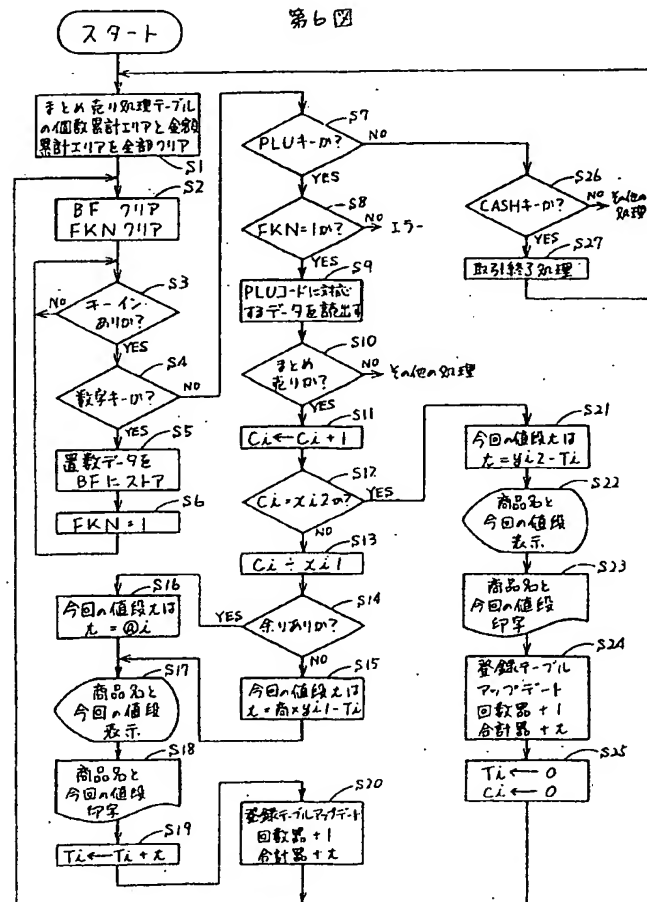 第6図
スタート
まとめ売り処理テーブル
の個数累計エリアと金額
累計エリアを全部クリア
S1
S2
BF クリア
FKN クリア
S3
キーイン
ありか?
NO
YES
S4
数字キーか?
NO
YES
S5
置数データを
BFにストア
S6
FKN=1
S7
PLUキーか?
NO
YES
S8
FKN=1か?
NO
エラー
YES
S9
PLUコードに対応
するデータを読出す
S10
まとめ
売りか?
NO
その他の処理
YES
S11
Ci←Ci+1
S12
Ci=xi2か?
YES
NO
S13
Ci÷xi1
S14
余りありか?
YES
NO
S15
今回の値段tは
t=商×yi1-Ti
S16
今回の値段tは
t=@i
S17
商品名と
今回の値段
表示
S18
商品名と
今回の値段
印字
S19
Ti←Ti+t
S20
登録テーブルアップデート
回数器+1
合計器+t
S21
今回の値段tは
t=yi2-Ti
S22
商品名と
今回の値段
表示
S23
商品名と
今回の値段
印字
S24
登録テーブル
アップデート
回数器+1
合計器+t
S25
Ti←0
Ci←0
S26
CASHキーか?
NO
その他の
処理
YES
S27
取引終了処理